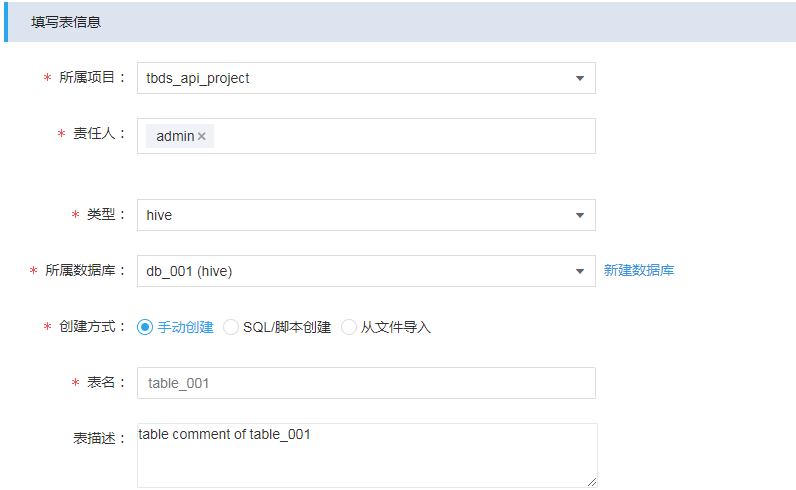 填写表信息
* 所属项目： tbds_api_project
* 责任人： admin ×
* 类型： hive
* 所属数据库： db_001 (hive) 新建数据库
* 创建方式： 手动创建 SQL/脚本创建 从文件导入
* 表名： table_001
表描述： table comment of table_001